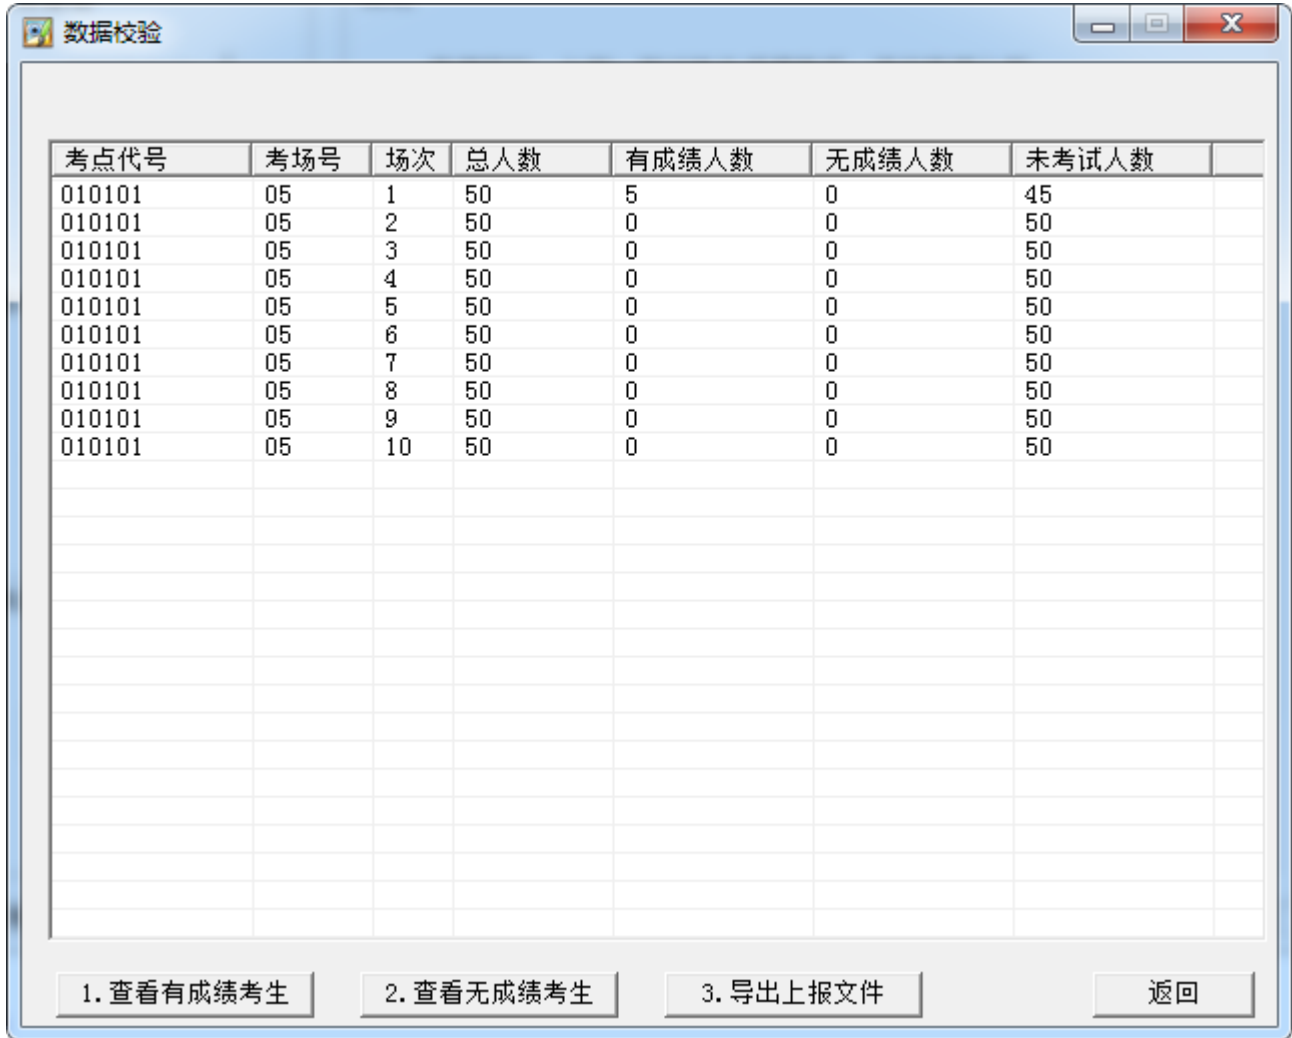 数据校验
考点代号 考场号 场次 总人数 有成绩人数 无成绩人数 未考试人数
010101 05 1 50 5 0 45
010101 05 2 50 0 0 50
010101 05 3 50 0 0 50
010101 05 4 50 0 0 50
010101 05 5 50 0 0 50
010101 05 6 50 0 0 50
010101 05 7 50 0 0 50
010101 05 8 50 0 0 50
010101 05 9 50 0 0 50
010101 05 10 50 0 0 50
1.查看有成绩考生 2.查看无成绩考生 3.导出上报文件 返回